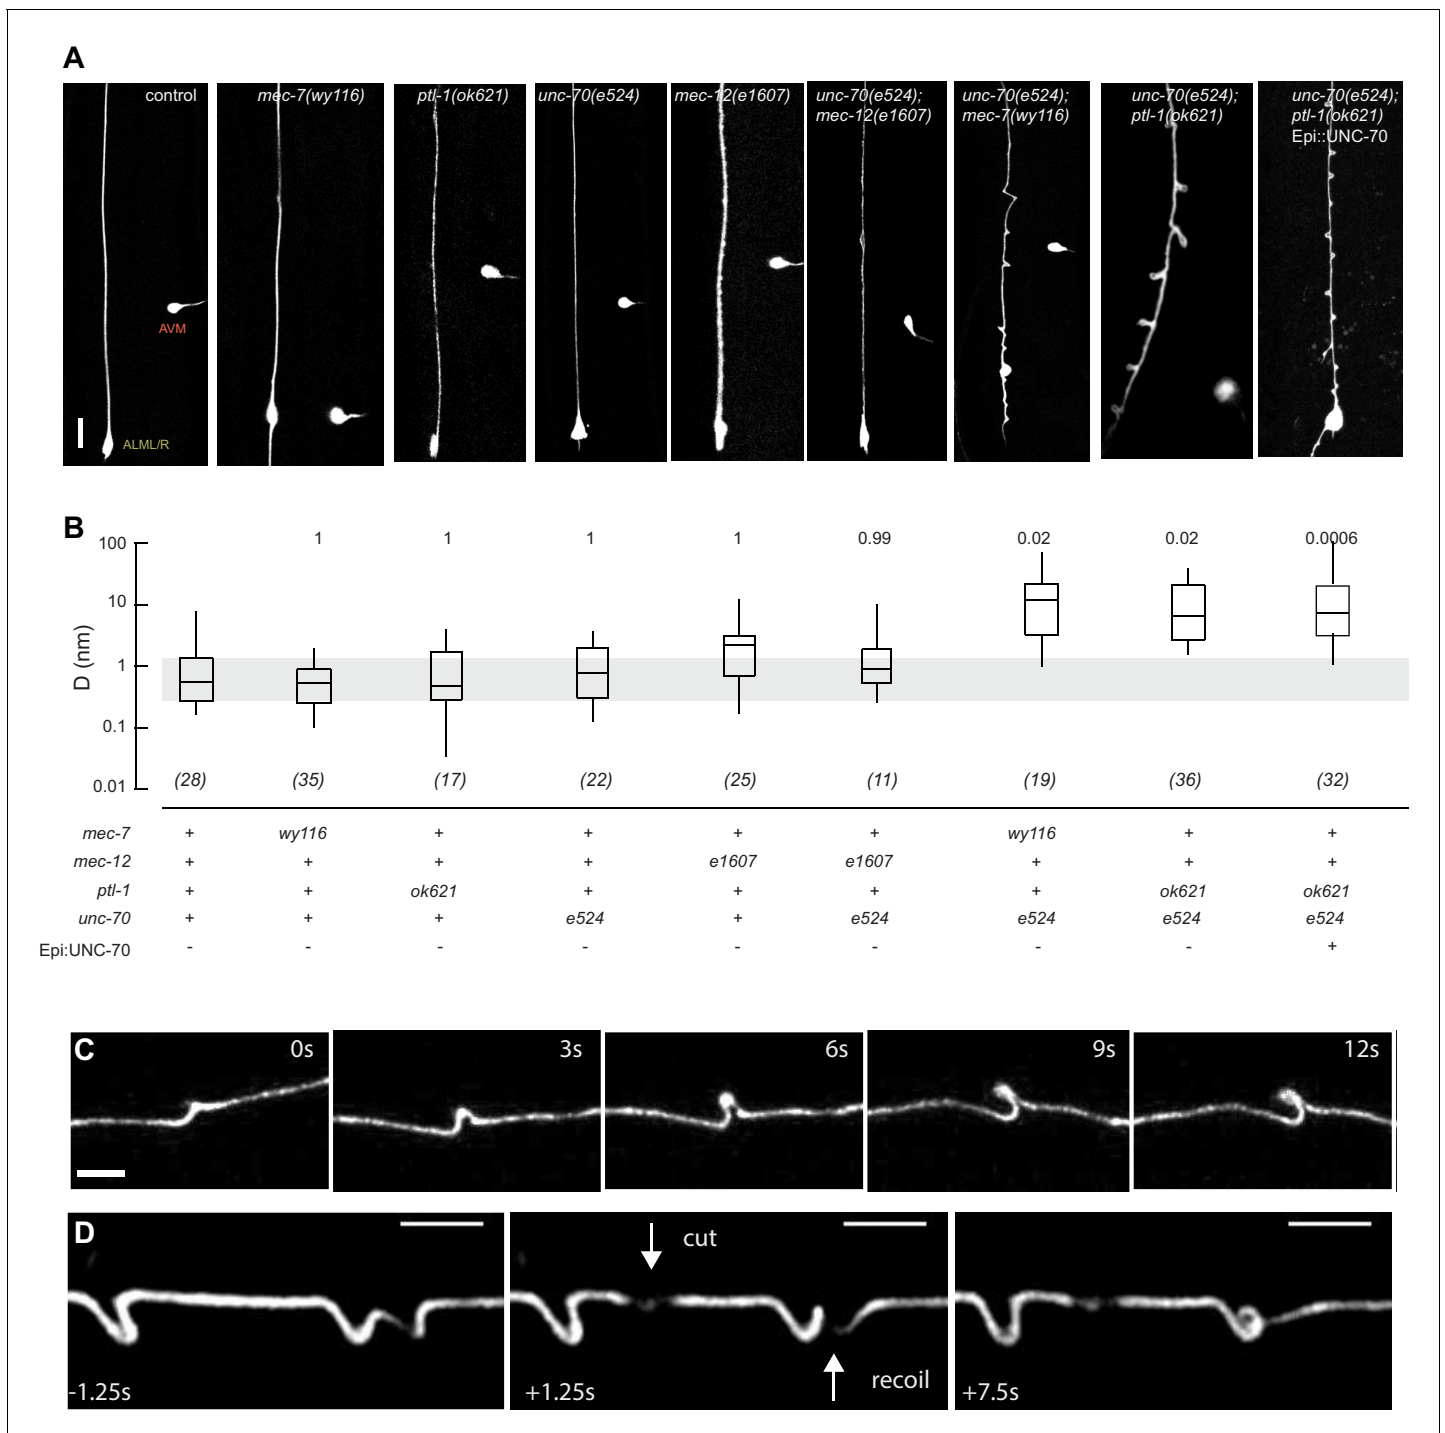 A
control
mec-7(wy116)
ptl-1(ok621)
unc-70(e524)
mec-12(e1607)
unc-70(e524);
mec-12(e1607)
unc-70(e524);
mec-7(wy116)
unc-70(e524);
ptl-1(ok621)
unc-70(e524);
ptl-1(ok621)
Epi::UNC-70
AVM
ALML/R
B
D (nm)
100
10
1
0.1
0.01
1 1 1 1 0.99 0.02 0.02 0.0006
(28) (35) (17) (22) (25) (11) (19) (36) (32)
mec-7 + wy116 + + + + wy116 + +
mec-12 + + + + e1607 e1607 + + +
ptl-1 + + ok621 + + + + ok621 ok621
unc-70 + + + e524 + e524 e524 e524 e524
Epi:UNC-70 - - - - - - - - +
C
0s
3s
6s
9s
12s
D
-1.25s
cut
recoil
+1.25s
+7.5s